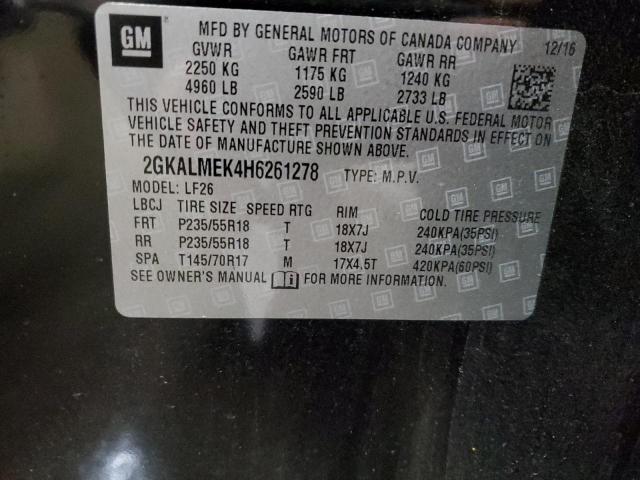 GM
MFD BY GENERAL MOTORS OF CANADA COMPANY 12/16
GVWR GAWR FRT GAWR RR
2250 KG 1175 KG 1240 KG
4960 LB 2590 LB 2733 LB
THIS VEHICLE CONFORMS TO ALL APPLICABLE U.S. FEDERAL MOTOR
VEHICLE SAFETY AND THEFT PREVENTION STANDARDS IN EFFECT ON
THE DATE OF MANUFACTURE SHOWN ABOVE.
2GKALMEK4H6261278 TYPE: M.P.V.
MODEL: LF26
LBCJ TIRE SIZE SPEED RTG RIM COLD TIRE PRESSURE
FRT P235/55R18 T 18X7J 240KPA(35PSI)
RR P235/55R18 T 18X7J 240KPA(35PSI)
SPA T145/70R17 M 17X4.5T 420KPA(60PSI)
SEE OWNER'S MANUAL FOR MORE INFORMATION